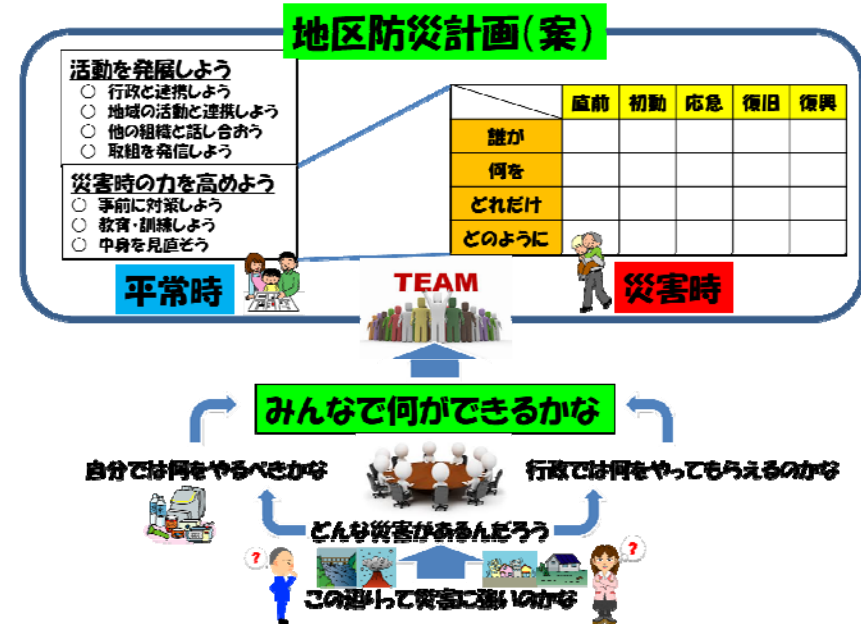 地区防災計画(案)
活動を発展しよう
○ 行政と連携しよう
○ 地域の活動と連携しよう
○ 他の組織と話し合おう
○ 取組を発信しよう
災害時の力を高めよう
○ 事前に対策しよう
○ 教育・訓練しよう
○ 中身を見直そう
平常時
直前 初動 応急 復旧 復興
誰が
何を
どれだけ
どのように
災害時
TEAM
みんなで何ができるかな
自分では何をやるべきかな
行政では何をやってもらえるのかな
どんな災害があるんだろう
?
?
この辺りって災害に強いのかな